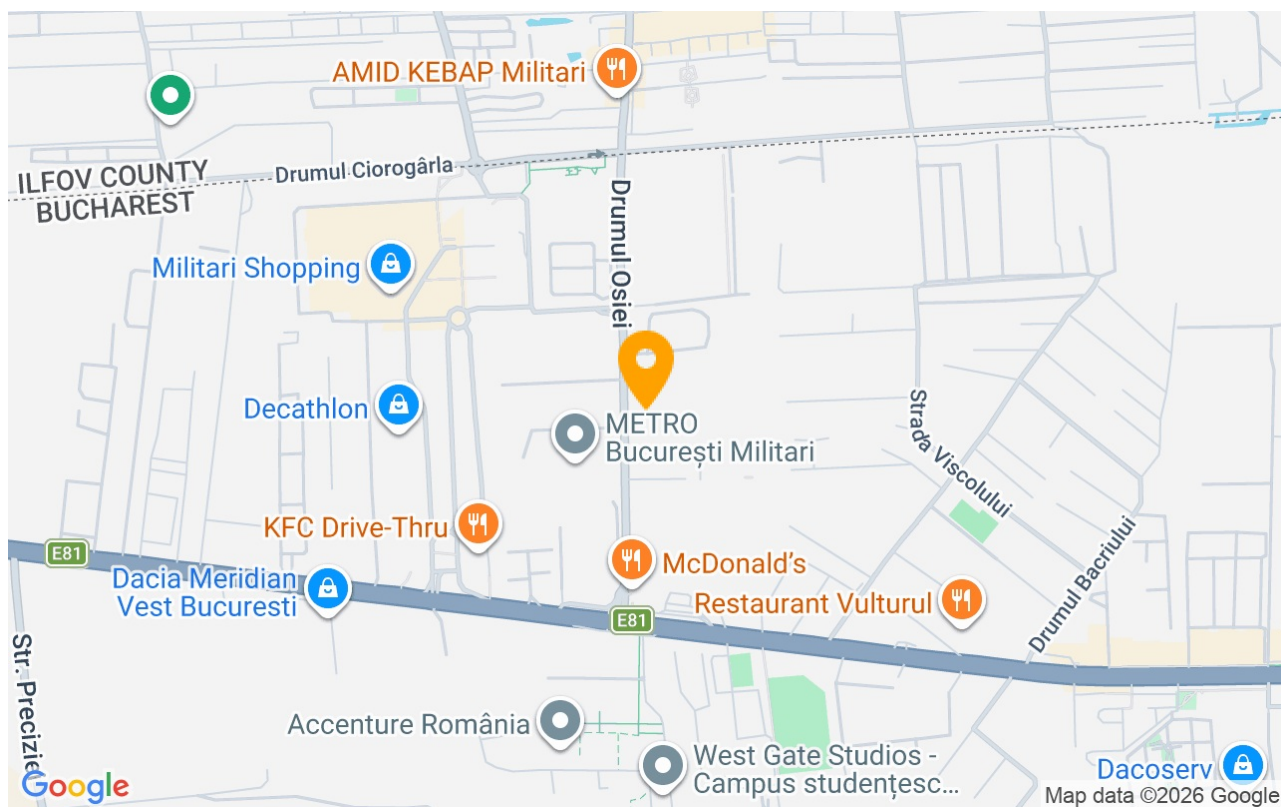 AMID KEBAP Militari
ILFOV COUNTY
BUCHAREST
Drumul Ciorogârla
Drumul Osiei
Militari Shopping
Decathlon
METRO
București Militari
Strada Viscolului
KFC Drive-Thru
E81
McDonald's
Dacia Meridian
Vest Bucuresti
Restaurant Vulturul
E81
Drumul Bacriului
Str. Preciziei
Accenture România
West Gate Studios -
Campus studențesc...
Dacoserv
Google
Map data ©2026 Google